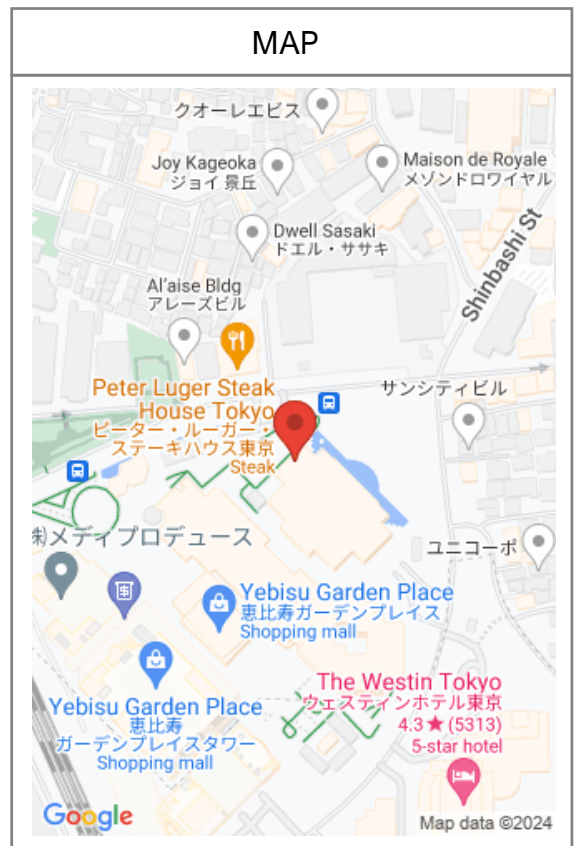 MAP
クオーレエビス
Joy Kageoka
ジョイ 景丘
Maison de Royale
メゾンドロワイヤル
Dwell Sasaki
ドエル・ササキ
Shinbashi St
Al'aise Bldg
アレーズビル
Peter Luger Steak
House Tokyo
ピーター・ルーガー・
ステーキハウス東京
Steak
サンシティビル
㈱メディプロデュース
ユニコーポ
Yebisu Garden Place
恵比寿ガーデンプレイス
Shopping mall
Yebisu Garden Place
恵比寿
ガーデンプレイスタワー
Shopping mall
The Westin Tokyo
ウェスティンホテル東京
4.3★(5313)
5-star hotel
Google
Map data ©2024